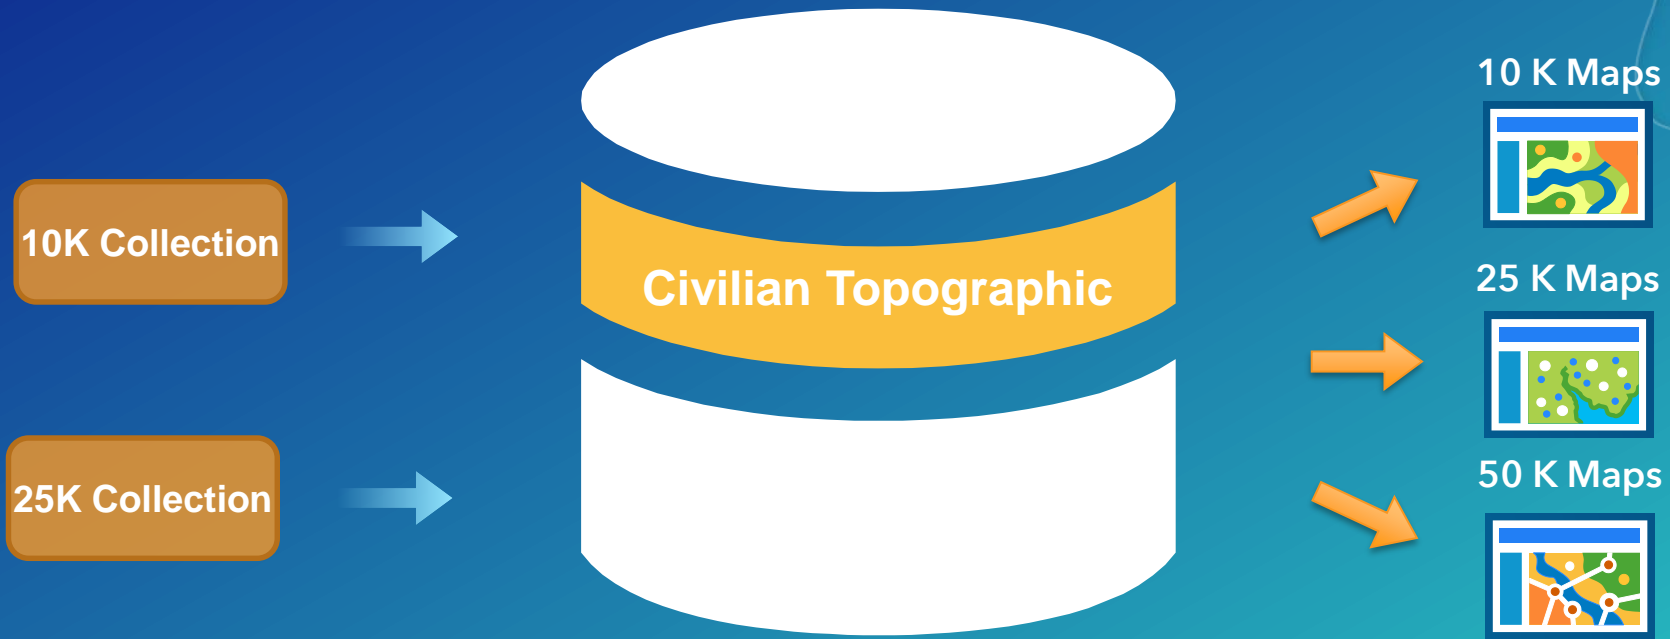 10K Collection
25K Collection
Civilian Topographic
10 K Maps
25 K Maps
50 K Maps